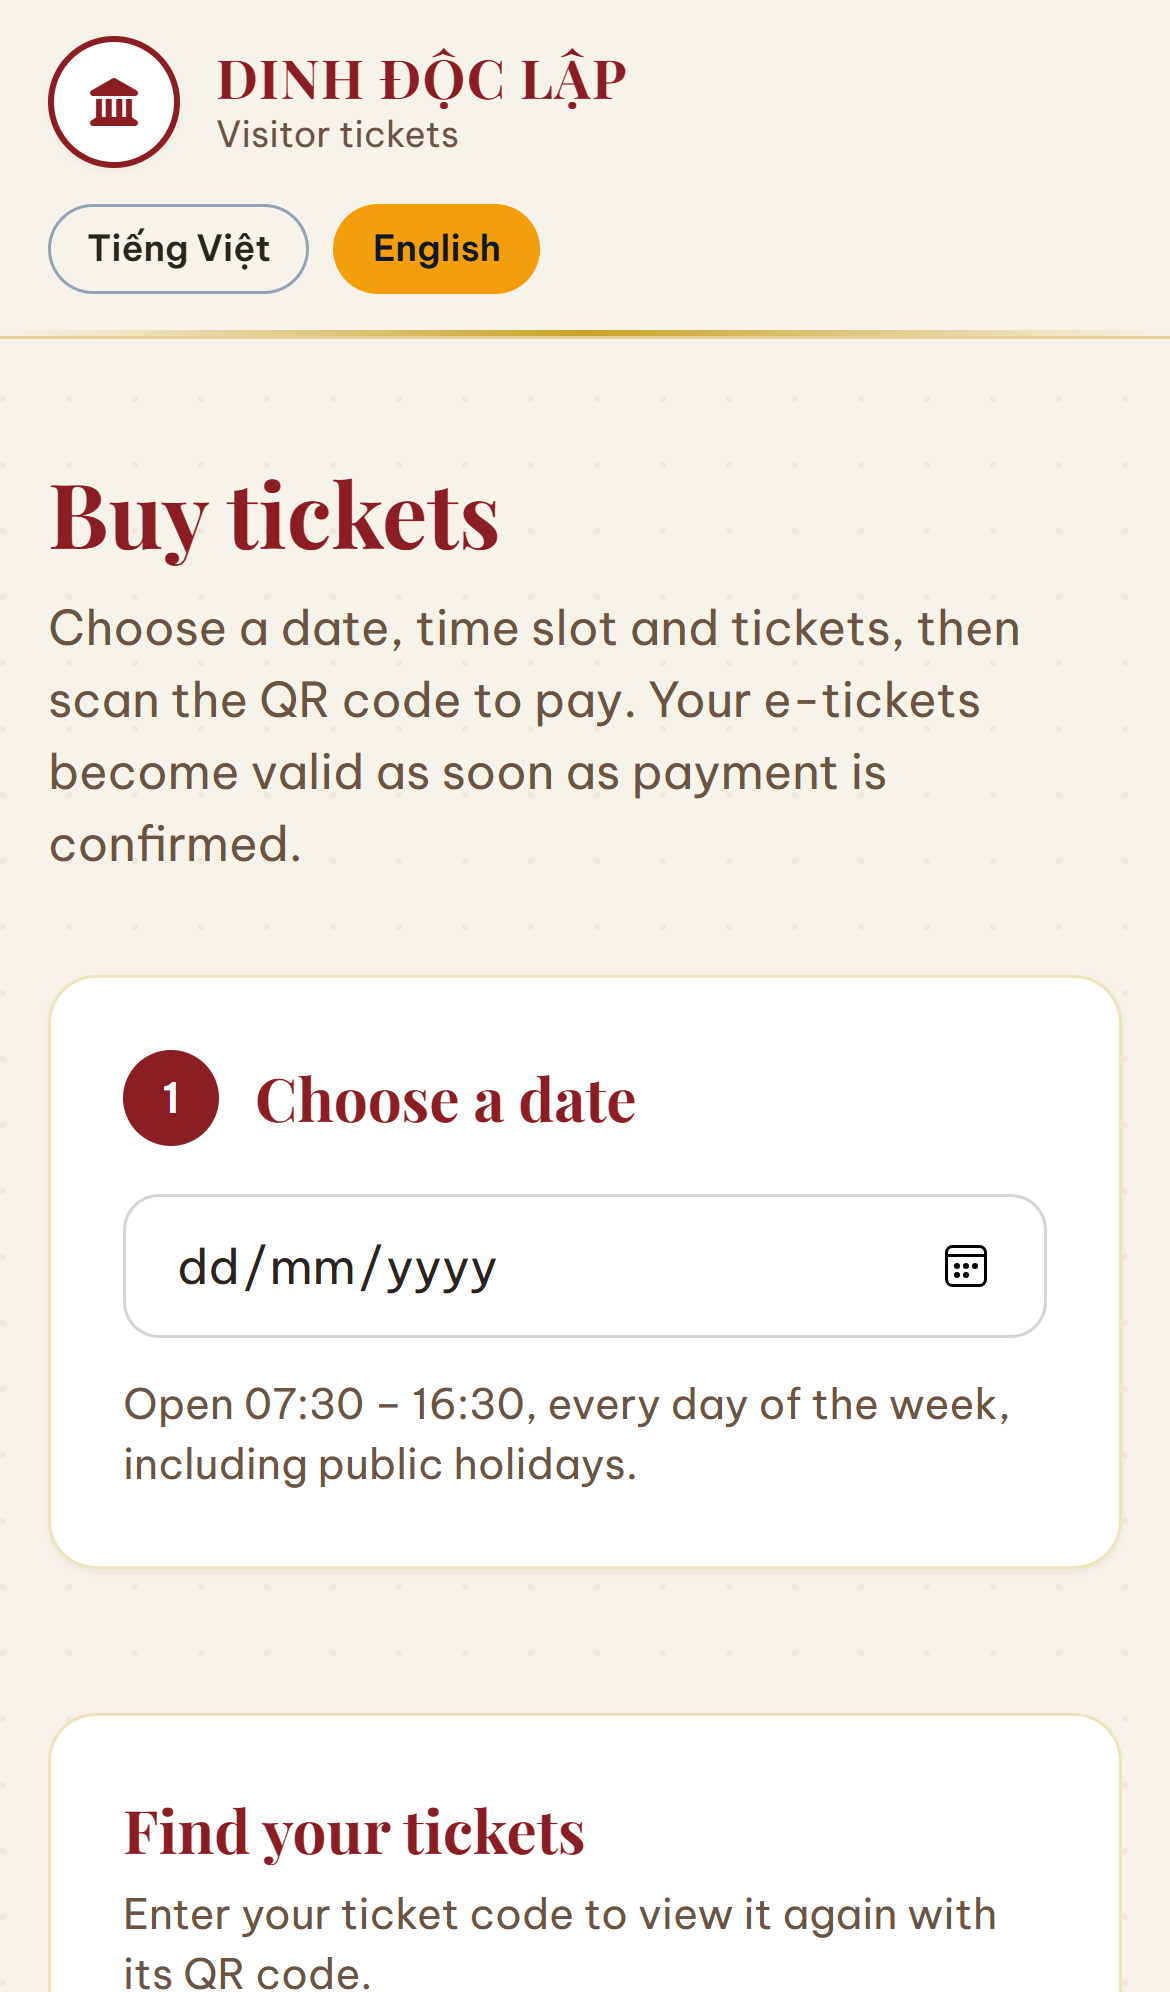 DINH ĐỘC LẬP
Visitor tickets
Tiếng Việt English
Buy tickets
Choose a date, time slot and tickets, then
scan the QR code to pay. Your e-tickets
become valid as soon as payment is
confirmed.
1 Choose a date
dd/mm/yyyy
Open 07:30 – 16:30, every day of the week,
including public holidays.
Find your tickets
Enter your ticket code to view it again with
its QR code.